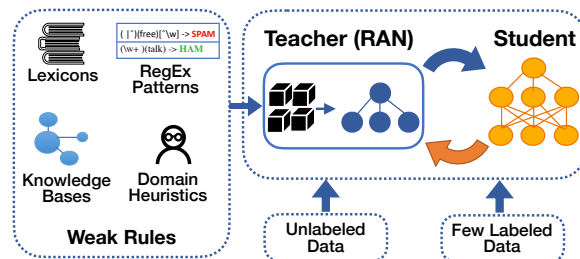 Lexicons
( |^)(free)[^\w] -> SPAM
(\w+ )(talk) -> HAM
RegEx
Patterns
Knowledge
Bases
Domain
Heuristics
Weak Rules
Teacher (RAN)
Student
Unlabeled
Data
Few Labeled
Data